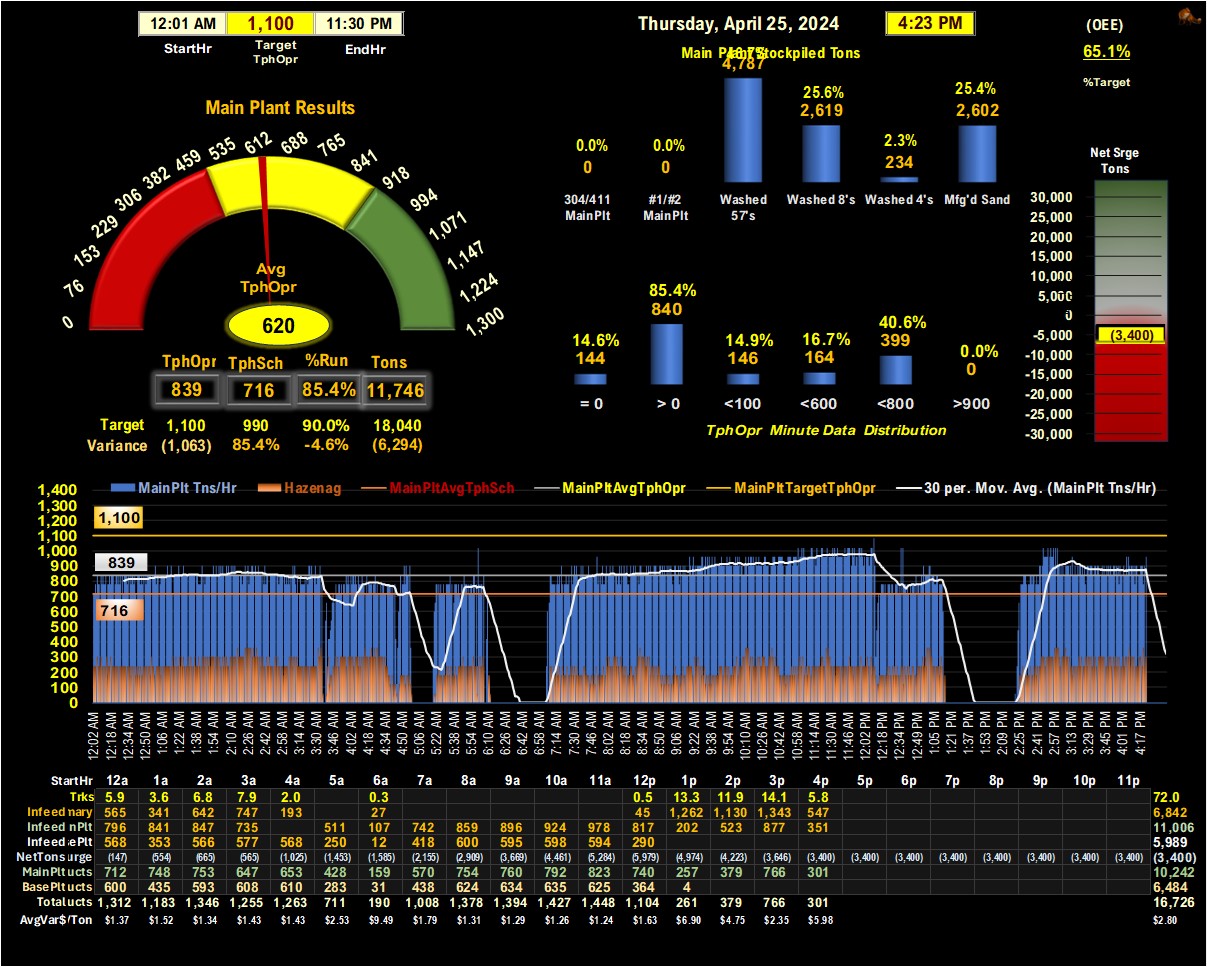 12:01 AM 1,100 11:30 PM
StartHr Target TphOpr EndHr
Thursday, April 25, 2024 4:23 PM
(OEE)
65.1%
%Target
Main Plant Results
0 76 153 229 306 382 459 535 612 688 765 841 918 994 1,071 1,147 1,224 1,300
Avg
TphOpr
620
TphOpr TphSch %Run Tons
839 716 85.4% 11,746
Target 1,100 990 90.0% 18,040
Variance (1,063) 85.4% -4.6% (6,294)
Stockpiled Tons
4,787
0.0% 0.0% 25.6% 2.3% 25.4%
0 0 2,619 234 2,602
304/411 #1/#2 Washed Washed 8's Washed 4's Mfg'd Sand
MainPlt MainPlt 57's
14.6% 85.4% 14.9% 16.7% 40.6% 0.0%
144 840 146 164 399 0
= 0 > 0 <100 <600 <800 >900
TphOpr Minute Data Distribution
Net Srge
Tons
30,000
25,000
20,000
15,000
10,000
5,000
0
-5,000
(3,400)
-10,000
-15,000
-20,000
-25,000
-30,000
MainPlt Tns/Hr Hazenag MainPltAvgTphSch MainPltAvgTphOpr MainPltTargetTphOpr 30 per. Mov. Avg. (MainPlt Tns/Hr)
1,400
1,300
1,200
1,100
1,000
900
800
700
600
500
400
300
200
100
0
1,100
839
716
12:02 AM 12:18 AM 12:34 AM 12:50 AM 1:06 AM 1:22 AM 1:38 AM 1:54 AM 2:10 AM 2:26 AM 2:42 AM 2:58 AM 3:14 AM 3:30 AM 3:46 AM 4:02 AM 4:18 AM 4:34 AM 4:50 AM 5:06 AM 5:22 AM 5:38 AM 5:54 AM 6:10 AM 6:26 AM 6:42 AM 6:58 AM 7:14 AM 7:30 AM 7:46 AM 8:02 AM 8:18 AM 8:34 AM 8:50 AM 9:06 AM 9:22 AM 9:38 AM 9:54 AM 10:10 AM 10:26 AM 10:42 AM 10:58 AM 11:14 AM 11:30 AM 11:46 AM 12:02 PM 12:18 PM 12:34 PM 12:49 PM 1:05 PM 1:21 PM 1:37 PM 1:53 PM 2:09 PM 2:25 PM 2:41 PM 2:57 PM 3:13 PM 3:29 PM 3:45 PM 4:01 PM 4:17 PM
StartHr 12a 1a 2a 3a 4a 5a 6a 7a 8a 9a 10a 11a 12p 1p 2p 3p 4p 5p 6p 7p 8p 9p 10p 11p
Trks 5.9 3.6 6.8 7.9 2.0 0.3 0.5 13.3 11.9 14.1 5.8 72.0
Infeed mary 565 341 642 747 193 27 45 1,262 1,130 1,343 547 6,842
Infeed nPlt 796 841 847 735 511 107 742 859 896 924 978 817 202 523 877 351 11,006
Infeed ePlt 568 353 566 577 568 250 12 418 600 595 598 594 290 5,989
NetTons urge (147) (554) (665) (565) (1,025) (1,453) (1,585) (2,155) (2,909) (3,669) (4,461) (5,284) (5,979) (4,974) (4,223) (3,646) (3,400) (3,400) (3,400) (3,400) (3,400) (3,400) (3,400) (3,400) (3,400)
MainPlt ucts 712 748 753 647 653 428 159 570 754 760 792 823 740 257 379 766 301 10,242
BasePlt ucts 600 435 593 608 610 283 31 438 624 634 635 625 364 4 6,484
Total ucts 1,312 1,183 1,346 1,255 1,263 711 190 1,008 1,378 1,394 1,427 1,448 1,104 261 379 766 301 16,726
AvgVar$/Ton $1.37 $1.52 $1.34 $1.43 $1.43 $2.53 $9.49 $1.79 $1.31 $1.29 $1.26 $1.24 $1.63 $6.90 $4.75 $2.35 $5.98 $2.80